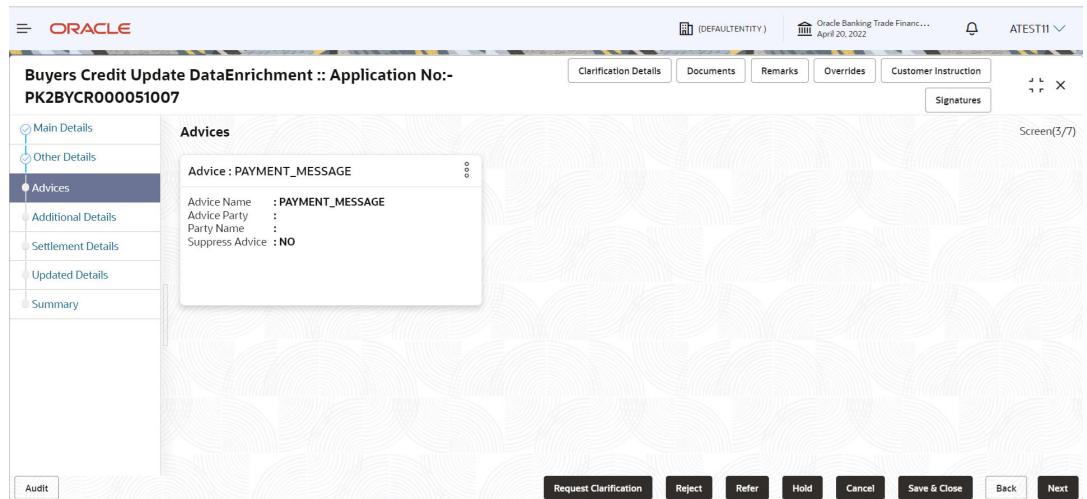 ORACLE
(DEFAULTENTITY )
Oracle Banking Trade Financ...
April 20, 2022
ATEST11
Buyers Credit Update DataEnrichment :: Application No:-
PK2BYCR000051007
Clarification Details
Documents
Remarks
Overrides
Customer Instruction
Signatures
Main Details
Other Details
Advices
Additional Details
Settlement Details
Updated Details
Summary
Advices
Screen(3/7)
Advice : PAYMENT_MESSAGE
Advice Name : PAYMENT_MESSAGE
Advice Party :
Party Name :
Suppress Advice : NO
Audit
Request Clarification
Reject
Refer
Hold
Cancel
Save & Close
Back
Next